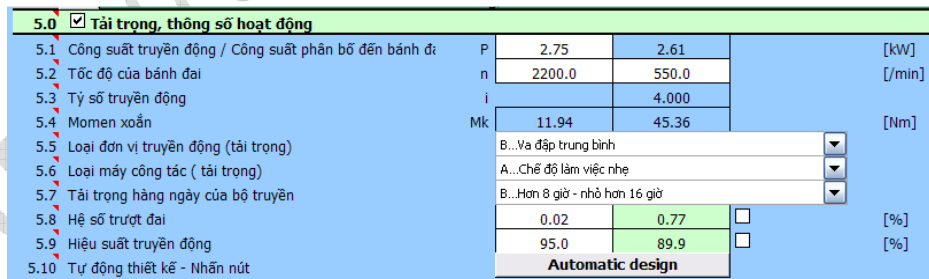 5.0 Tải trọng, thông số hoạt động
5.1 Công suất truyền động / Công suất phân bố đến bánh đa P 2.75 2.61 [kW]
5.2 Tốc độ của bánh đai n 2200.0 550.0 [/min]
5.3 Tỷ số truyền động i 4.000
5.4 Momen xoắn Mk 11.94 45.36 [Nm]
5.5 Loại đơn vị truyền động (tải trọng) B...Va đập trung bình
5.6 Loại máy công tác ( tải trọng) A...Chế độ làm việc nhẹ
5.7 Tải trọng hàng ngày của bộ truyền B...Hơn 8 giờ - nhỏ hơn 16 giờ
5.8 Hệ số trượt đai 0.02 0.77 [%]
5.9 Hiệu suất truyền động 95.0 89.9 [%]
5.10 Tự động thiết kế - Nhấn nút Automatic design